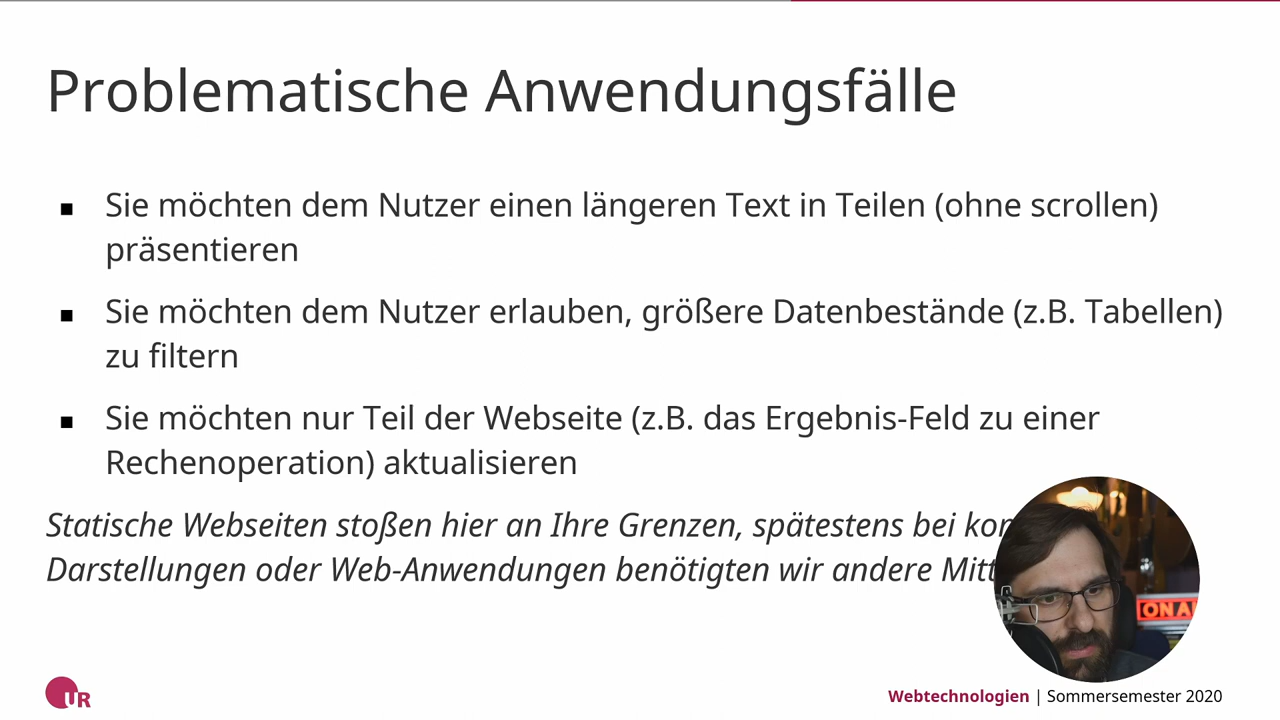 Problematische Anwendungsfälle
Sie möchten dem Nutzer einen längeren Text in Teilen (ohne scrollen)
präsentieren
Sie möchten dem Nutzer erlauben, größere Datenbestände (z.B. Tabellen)
zu filtern
Sie möchten nur Teil der Webseite (z.B. das Ergebnis-Feld zu einer
Rechenoperation) aktualisieren
Statische Webseiten stoßen hier an Ihre Grenzen, spätestens bei
Darstellungen oder Web-Anwendungen benötigten wir andere
ON A
UR
Webtechnologien | Sommersemester 2020